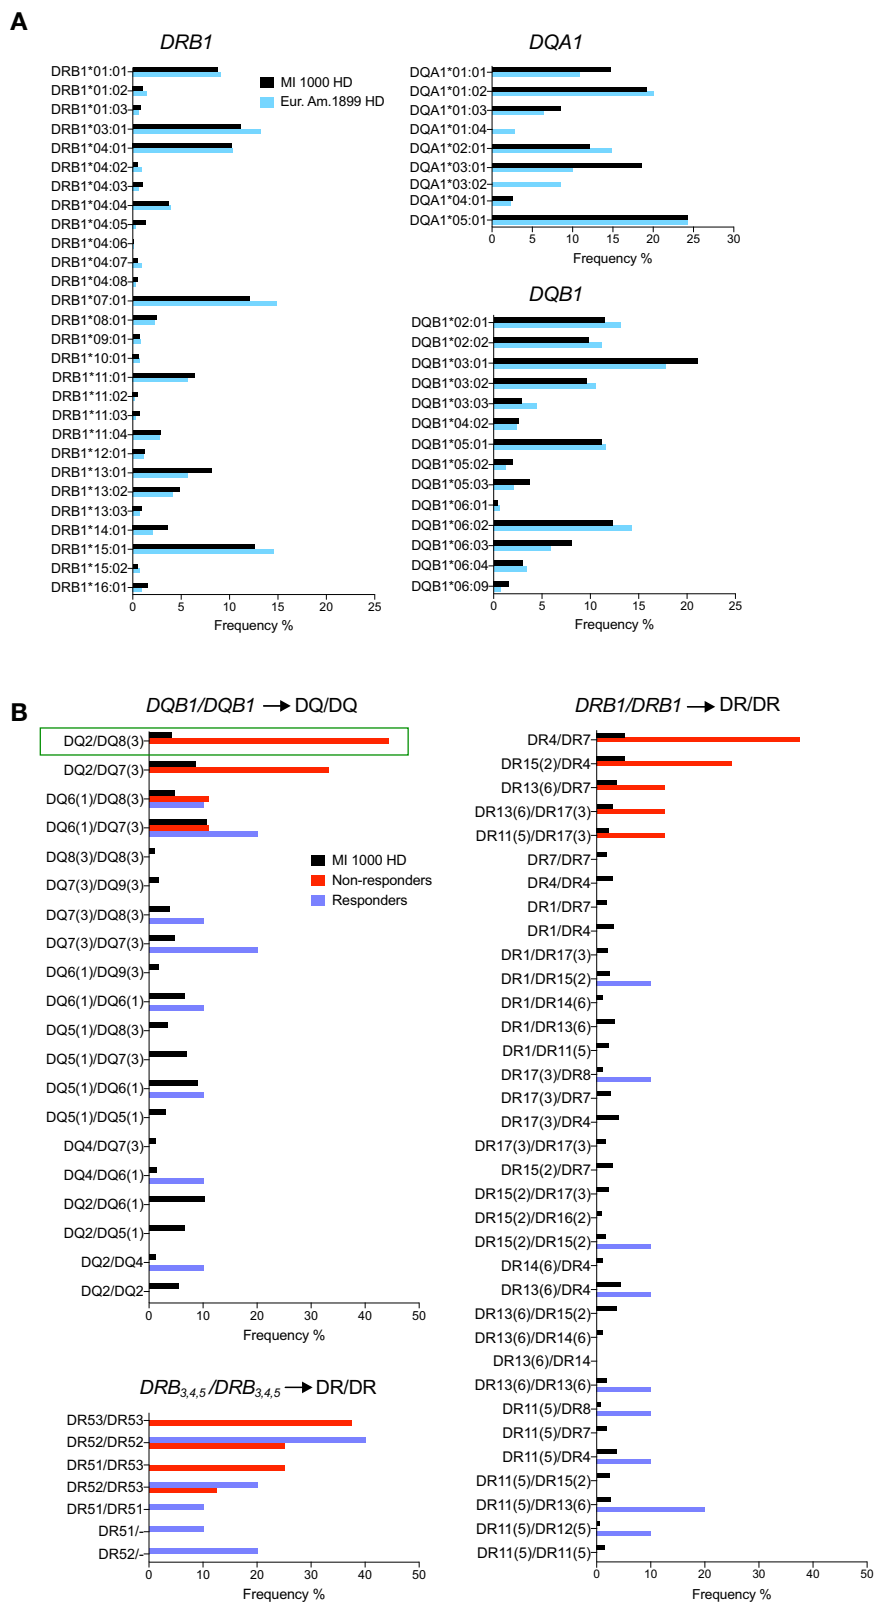 A
DRB1
DRB1*01:01
DRB1*01:02
DRB1*01:03
DRB1*03:01
DRB1*04:01
DRB1*04:02
DRB1*04:03
DRB1*04:04
DRB1*04:05
DRB1*04:06
DRB1*04:07
DRB1*04:08
DRB1*07:01
DRB1*08:01
DRB1*09:01
DRB1*10:01
DRB1*11:01
DRB1*11:02
DRB1*11:03
DRB1*11:04
DRB1*12:01
DRB1*13:01
DRB1*13:02
DRB1*13:03
DRB1*14:01
DRB1*15:01
DRB1*15:02
DRB1*16:01
0 5 10 15 20 25
Frequency %
MI 1000 HD
Eur. Am.1899 HD
DQA1
DQA1*01:01
DQA1*01:02
DQA1*01:03
DQA1*01:04
DQA1*02:01
DQA1*03:01
DQA1*03:02
DQA1*04:01
DQA1*05:01
0 5 10 15 20 25 30
Frequency %
DQB1
DQB1*02:01
DQB1*02:02
DQB1*03:01
DQB1*03:02
DQB1*03:03
DQB1*04:02
DQB1*05:01
DQB1*05:02
DQB1*05:03
DQB1*06:01
DQB1*06:02
DQB1*06:03
DQB1*06:04
DQB1*06:09
0 5 10 15 20 25
Frequency %
B
DQB1/DQB1 → DQ/DQ
DQ2/DQ8(3)
DQ2/DQ7(3)
DQ6(1)/DQ8(3)
DQ6(1)/DQ7(3)
DQ8(3)/DQ8(3)
DQ7(3)/DQ9(3)
DQ7(3)/DQ8(3)
DQ7(3)/DQ7(3)
DQ6(1)/DQ9(3)
DQ6(1)/DQ6(1)
DQ5(1)/DQ8(3)
DQ5(1)/DQ7(3)
DQ5(1)/DQ6(1)
DQ5(1)/DQ5(1)
DQ4/DQ7(3)
DQ4/DQ6(1)
DQ2/DQ6(1)
DQ2/DQ5(1)
DQ2/DQ4
DQ2/DQ2
0 10 20 30 40 50
Frequency %
MI 1000 HD
Non-responders
Responders
DRB3,4,5/DRB3,4,5 → DR/DR
DR53/DR53
DR52/DR52
DR51/DR53
DR52/DR53
DR51/DR51
DR51/-
DR52/-
0 10 20 30 40 50
Frequency %
DRB1/DRB1 → DR/DR
DR4/DR7
DR15(2)/DR4
DR13(6)/DR7
DR13(6)/DR17(3)
DR11(5)/DR17(3)
DR7/DR7
DR4/DR4
DR1/DR7
DR1/DR4
DR1/DR17(3)
DR1/DR15(2)
DR1/DR14(6)
DR1/DR13(6)
DR1/DR11(5)
DR17(3)/DR8
DR17(3)/DR7
DR17(3)/DR4
DR17(3)/DR17(3)
DR15(2)/DR7
DR15(2)/DR17(3)
DR15(2)/DR16(2)
DR15(2)/DR15(2)
DR14(6)/DR4
DR13(6)/DR4
DR13(6)/DR15(2)
DR13(6)/DR14(6)
DR13(6)/DR14
DR13(6)/DR13(6)
DR11(5)/DR8
DR11(5)/DR7
DR11(5)/DR4
DR11(5)/DR15(2)
DR11(5)/DR13(6)
DR11(5)/DR12(5)
DR11(5)/DR11(5)
0 10 20 30 40 50
Frequency %